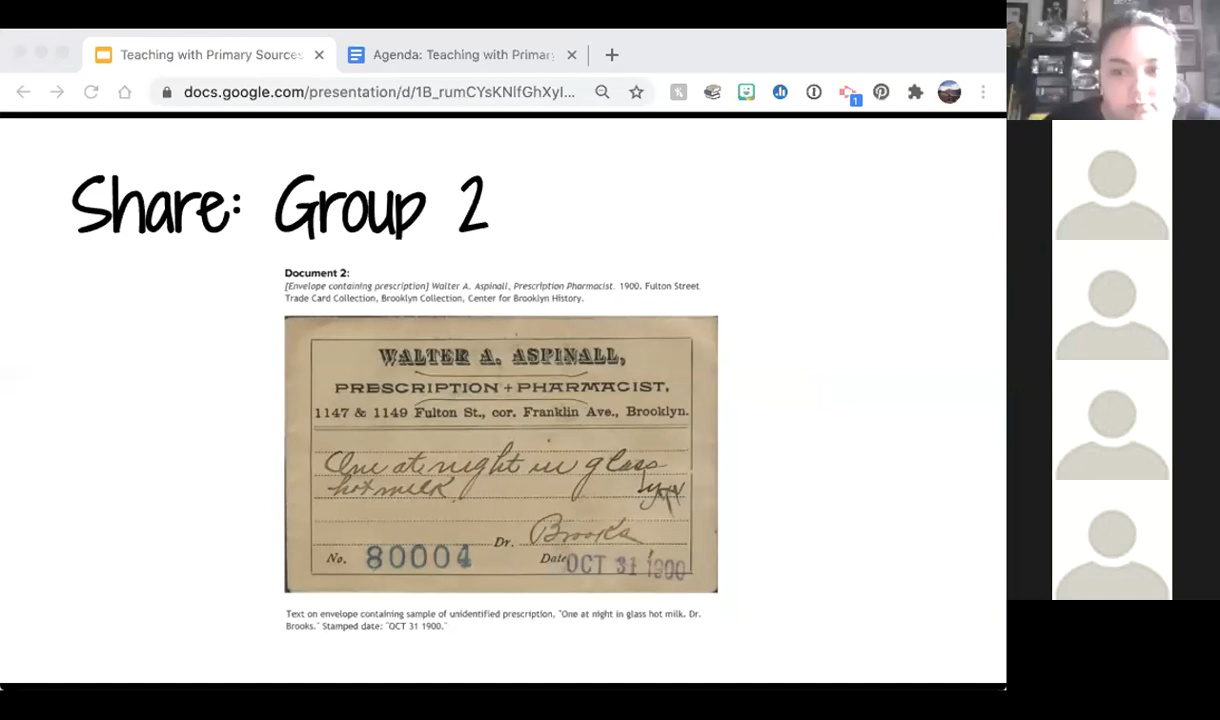 Teaching with Primary Sources
Agenda: Teaching with Primar
docs.google.com/presentation/d/1B_rumCYsKNlfGhXyI...
1
Share: Group 2
Document 2:
[Envelope containing prescription] Walter A. Aspinall, Prescription Pharmacist. 1900. Fulton Street
Trade Card Collection, Brooklyn Collection, Center for Brooklyn History.
WALTER A. ASPINALL,
PRESCRIPTION + PHARMACIST,
1147 & 1149 Fulton St., cor. Franklin Ave., Brooklyn.
One at night in glass
hot milk
Dr. Brooks
No. 80004 Date OCT 31 1900
Text on envelope containing sample of unidentified prescription, "One at night in glass hot milk. Dr.
Brooks." Stamped date: "OCT 31 1900."